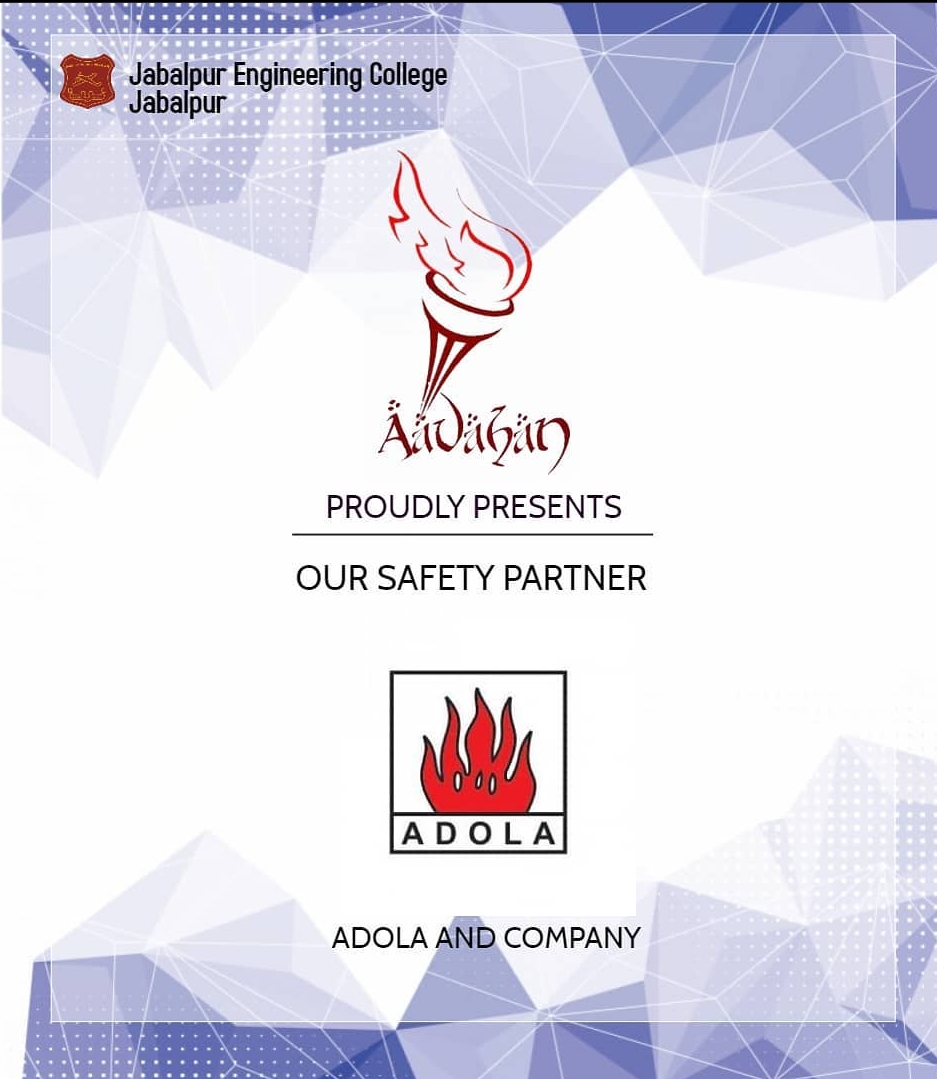 Jabalpur Engineering College
Jabalpur
Aavahan
PROUDLY PRESENTS
OUR SAFETY PARTNER
ADOLA
ADOLA AND COMPANY